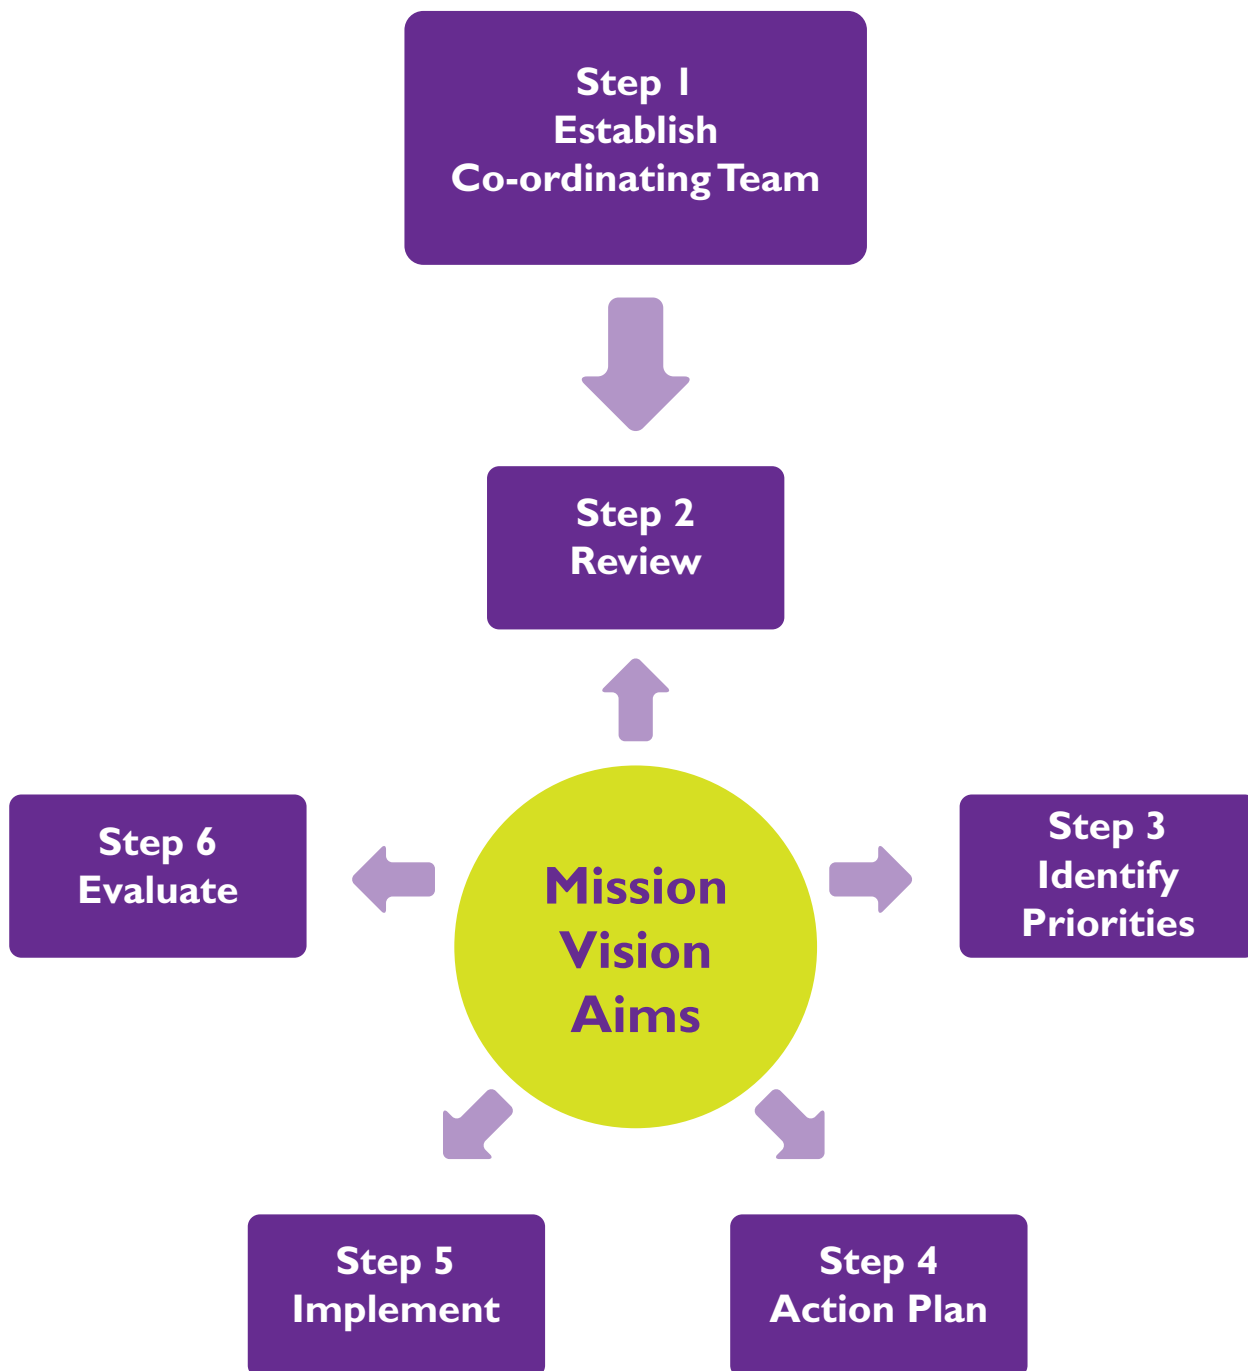 Step 1
Establish
Co-ordinating Team
Step 2
Review
Step 6
Evaluate
Mission
Vision
Aims
Step 3
Identify
Priorities
Step 5
Implement
Step 4
Action Plan